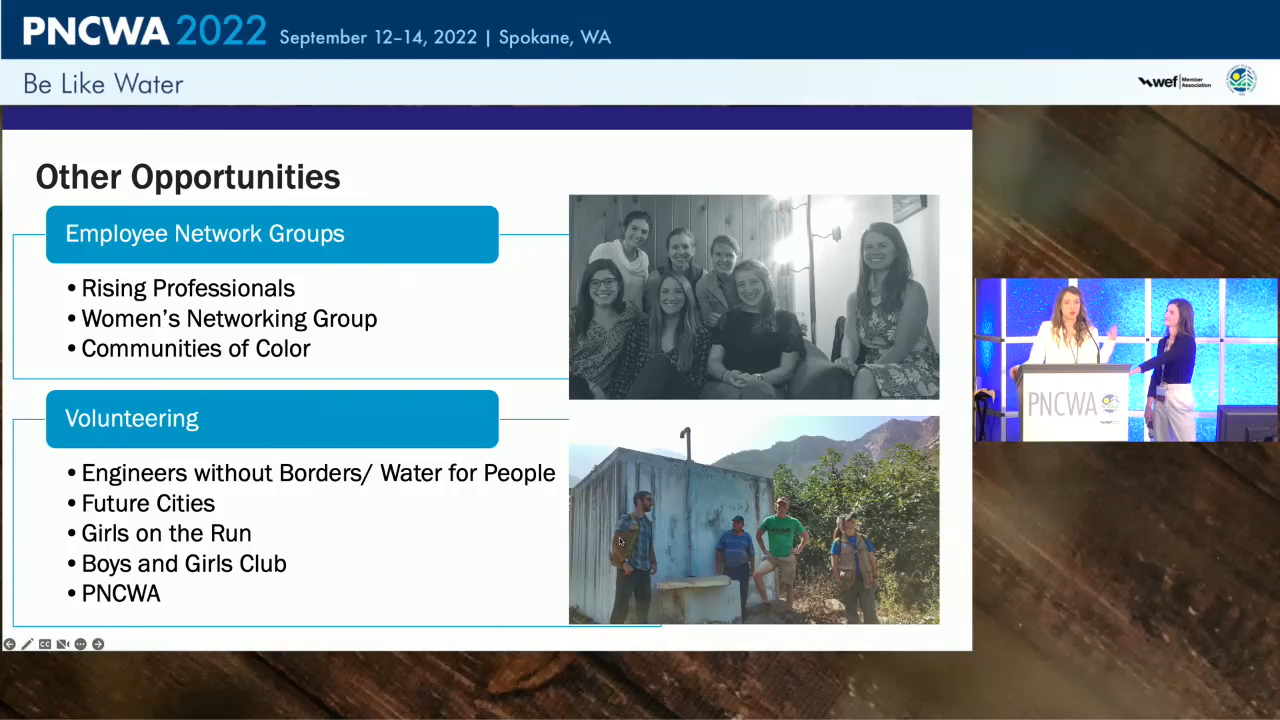 PNCWA 2022 September 12–14, 2022 | Spokane, WA
Be Like Water
wef Member Association
Other Opportunities
Employee Network Groups
• Rising Professionals
• Women's Networking Group
• Communities of Color
Volunteering
• Engineers without Borders/ Water for People
• Future Cities
• Girls on the Run
• Boys and Girls Club
• PNCWA
PNCWA